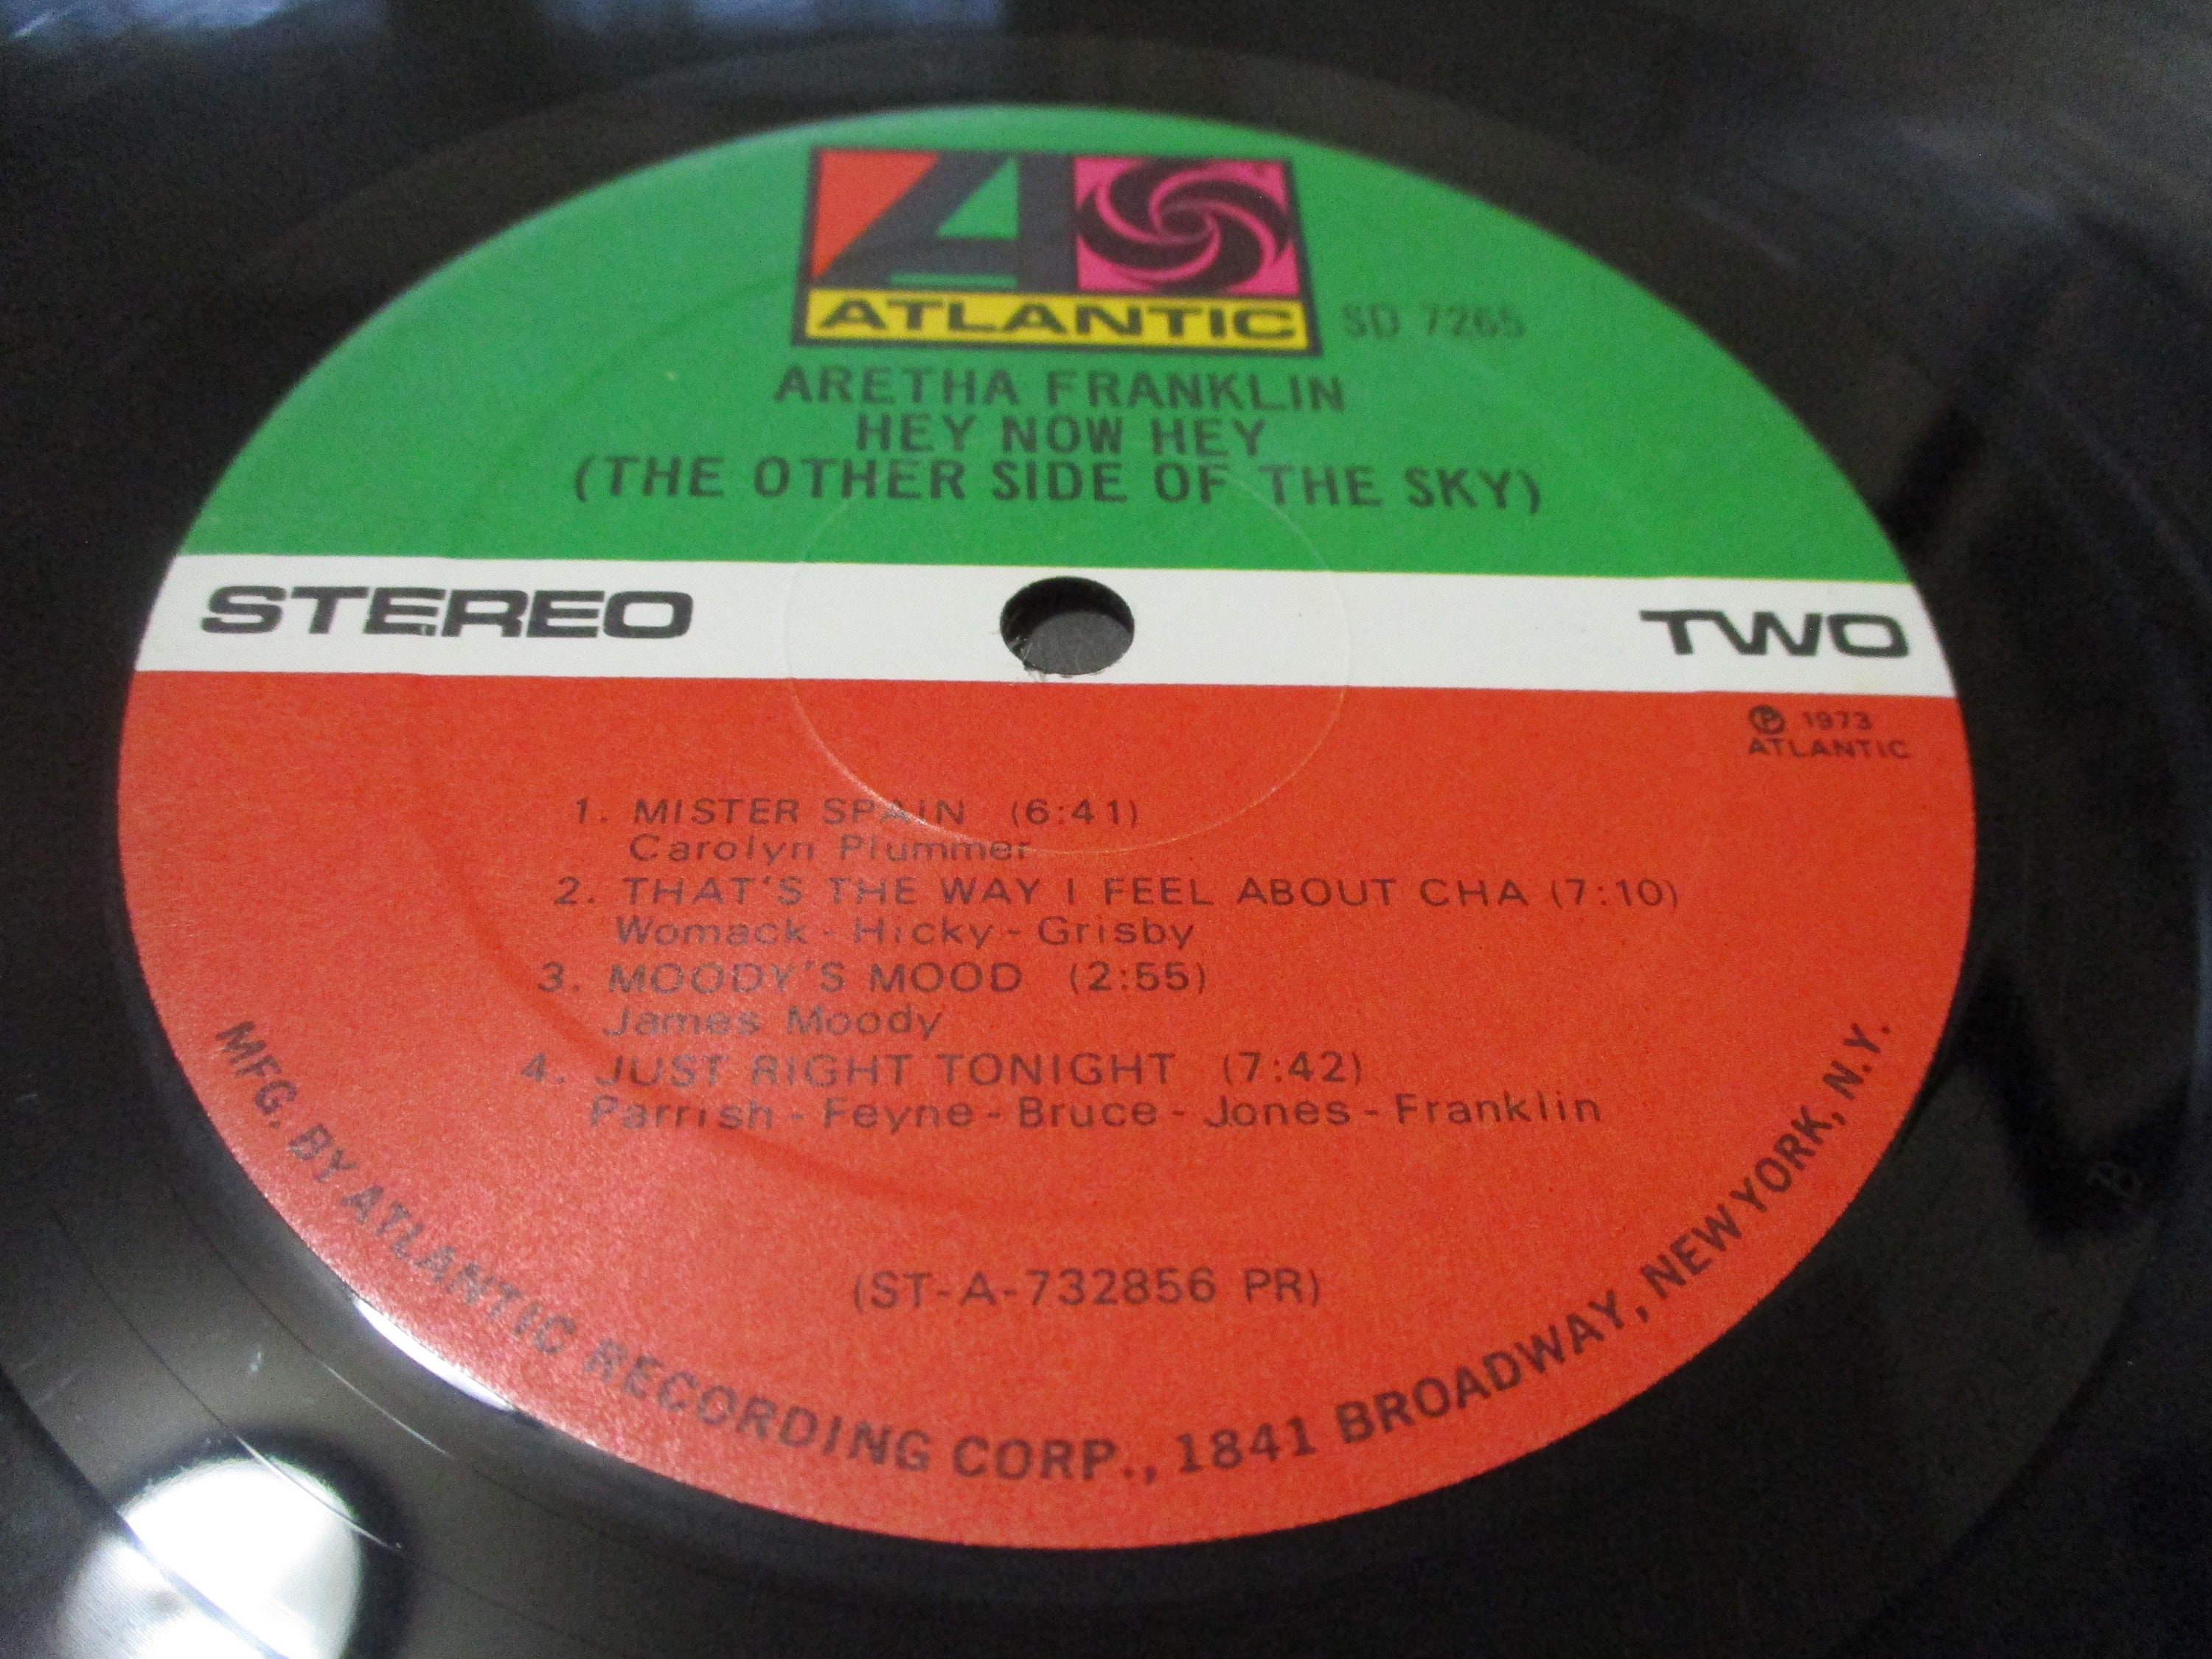 ATLANTIC
SD 7265
ARETHA FRANKLIN
HEY NOW HEY
(THE OTHER SIDE OF THE SKY)
STEREO
TWO
Ⓟ 1973
ATLANTIC
1. MISTER SPAIN (6:41)
Carolyn Plummer
2. THAT'S THE WAY I FEEL ABOUT CHA (7:10)
Womack - Hicky - Grisby
3. MOODY'S MOOD (2:55)
James Moody
4. JUST RIGHT TONIGHT (7:42)
Parrish - Feyne - Bruce - Jones - Franklin
(ST-A-732856 PR)
MFG. BY ATLANTIC RECORDING CORP., 1841 BROADWAY, NEW YORK, N.Y.